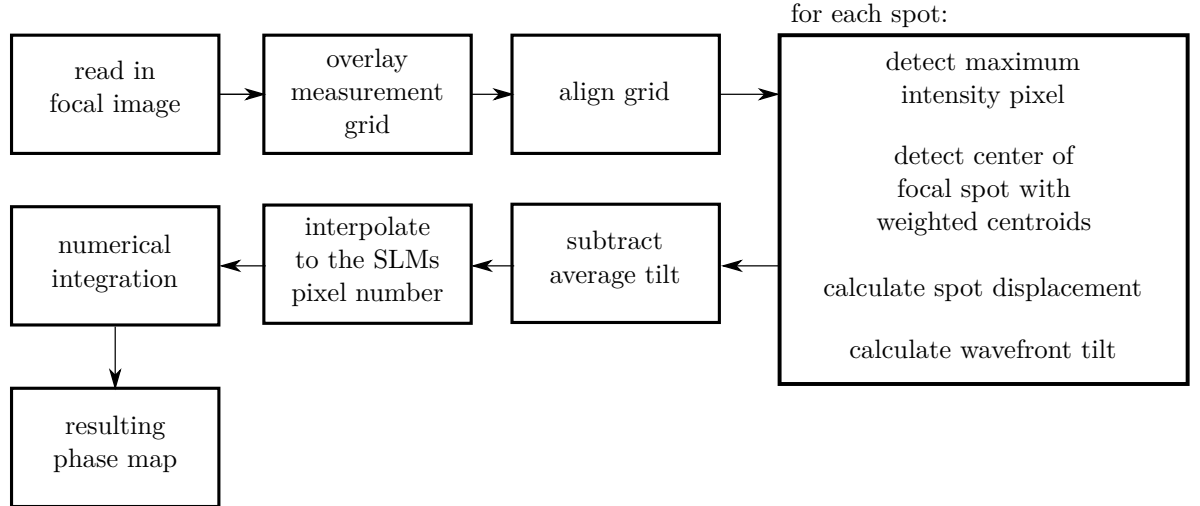 read in
focal image
overlay
measurement
grid
align grid
for each spot:
detect maximum
intensity pixel
detect center of
focal spot with
weighted centroids
calculate spot displacement
calculate wavefront tilt
subtract
average tilt
interpolate
to the SLMs
pixel number
numerical
integration
resulting
phase map